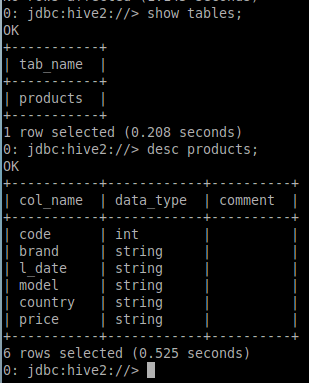 0: jdbc:hive2://> show tables;
OK
+-----------+
| tab_name  |
+-----------+
| products  |
+-----------+
1 row selected (0.208 seconds)
0: jdbc:hive2://> desc products;
OK
+-----------+------------+----------+
| col_name  | data_type  | comment  |
+-----------+------------+----------+
| code      | int        |          |
| brand     | string     |          |
| l_date    | string     |          |
| model     | string     |          |
| country   | string     |          |
| price     | string     |          |
+-----------+------------+----------+
6 rows selected (0.525 seconds)
0: jdbc:hive2://>